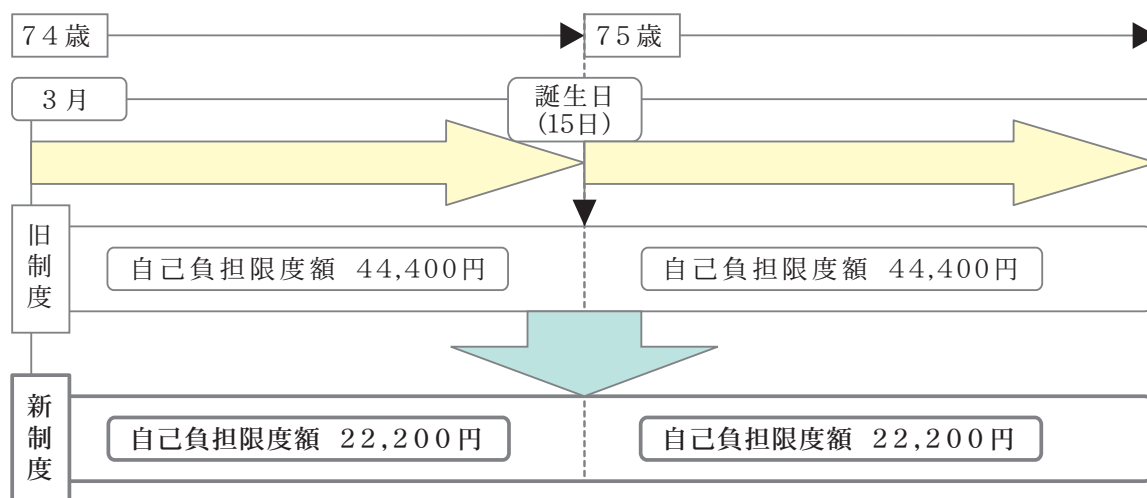 74歳
75歳
3月
誕生日
(15日)
旧制度
自己負担限度額 44,400円
自己負担限度額 44,400円
新制度
自己負担限度額 22,200円
自己負担限度額 22,200円